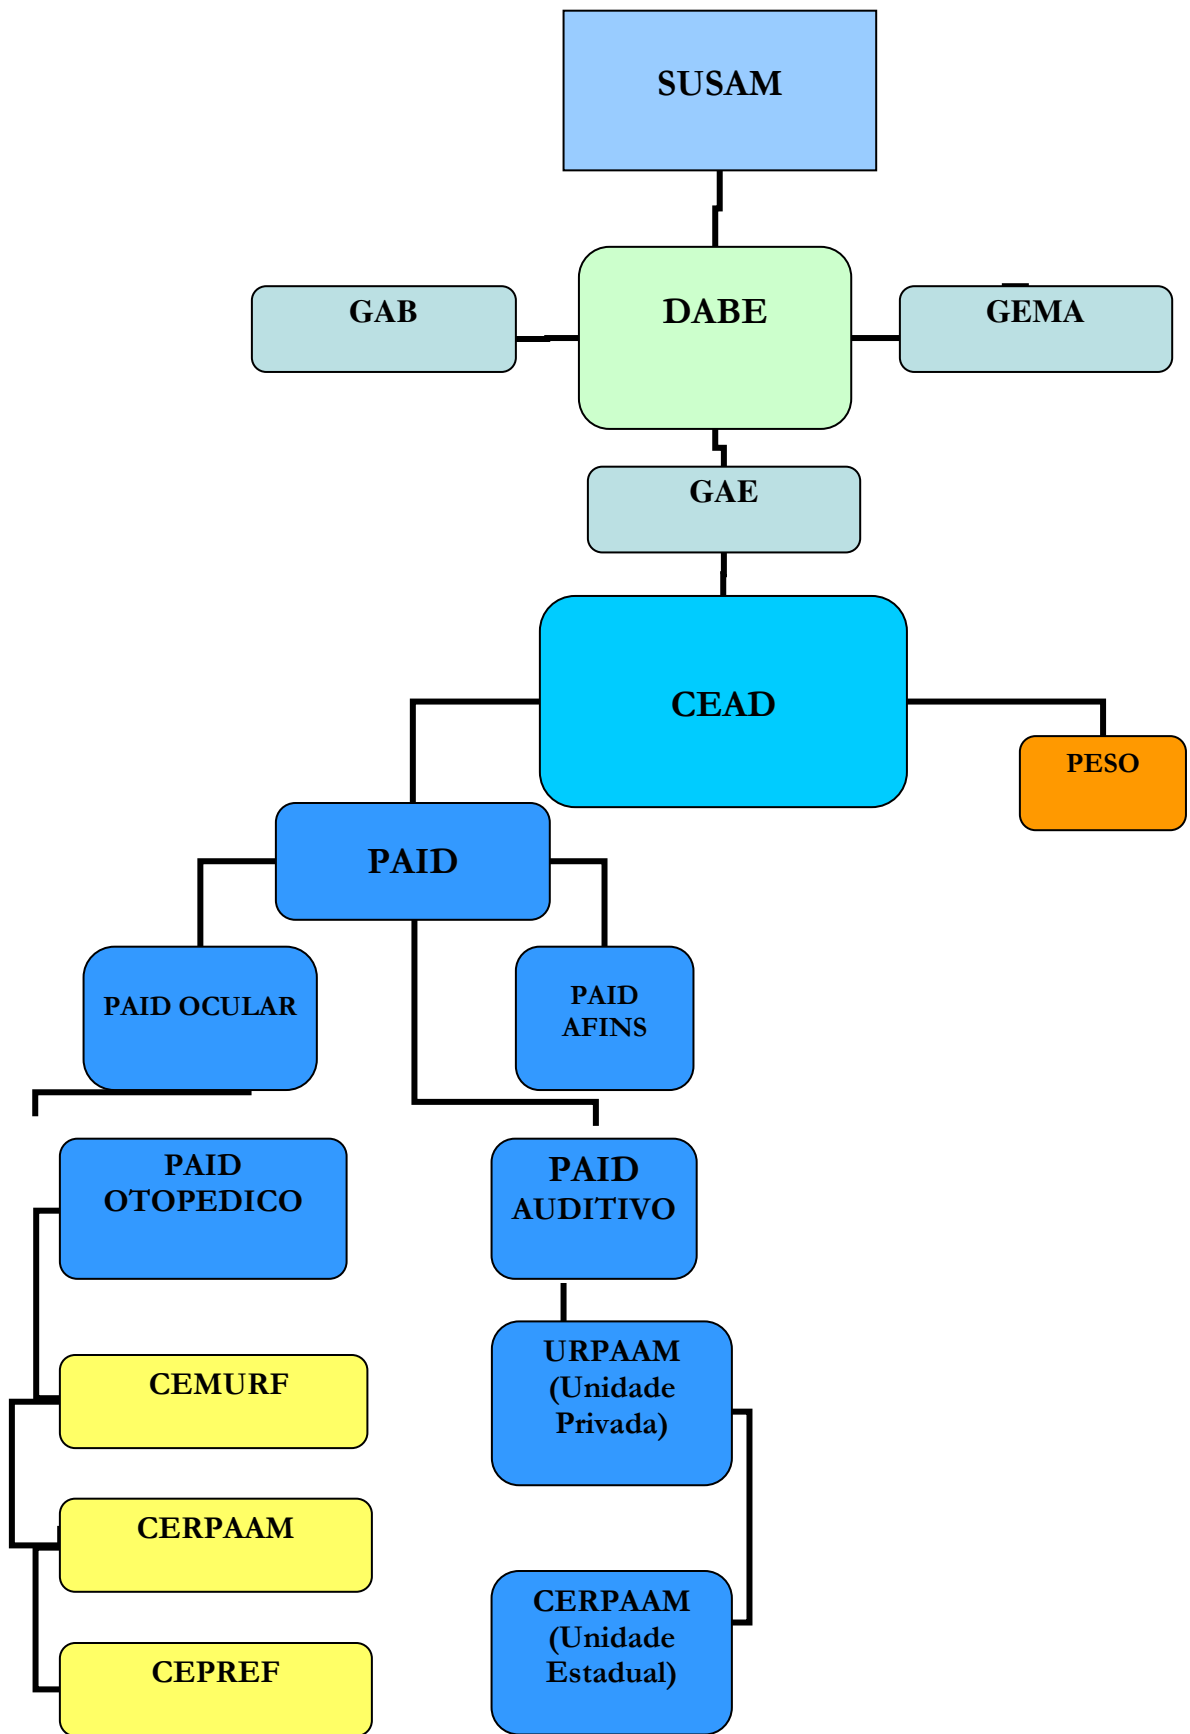 SUSAM
GAB
DABE
GEMA
GAE
CEAD
PESO
PAID
PAID OCULAR
PAID
AFINS
PAID
OTOPEDICO
PAID
AUDITIVO
URPAAM
(Unidade
Privada)
CEMURF
CERPAAM
CERPAAM
(Unidade
Estadual)
CEPREF